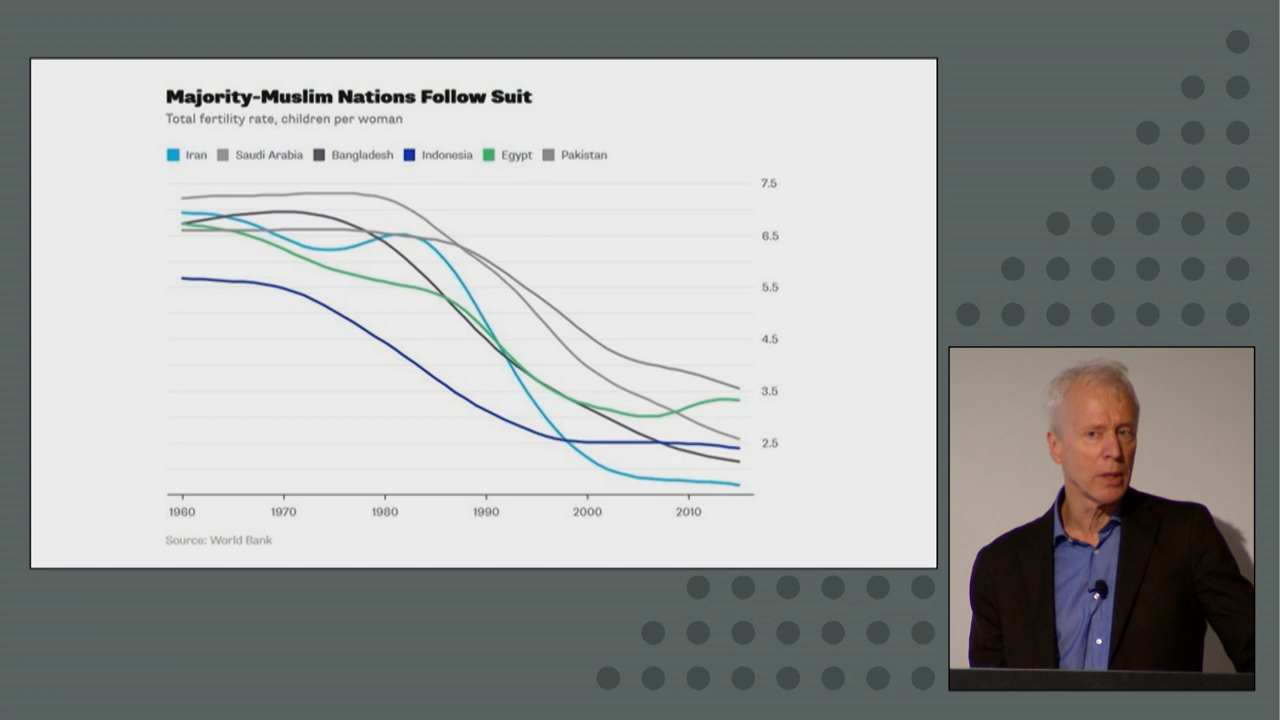 Majority-Muslim Nations Follow Suit
Total fertility rate, children per woman
Iran Saudi Arabia Bangladesh Indonesia Egypt Pakistan
7.5
6.5
5.5
4.5
3.5
2.5
1960 1970 1980 1990 2000 2010
Source: World Bank